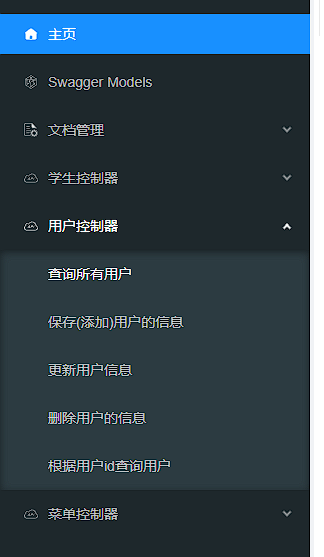 主页
Swagger Models
文档管理
学生控制器
用户控制器
查询所有用户
保存(添加)用户的信息
更新用户信息
删除用户的信息
根据用户id查询用户
菜单控制器